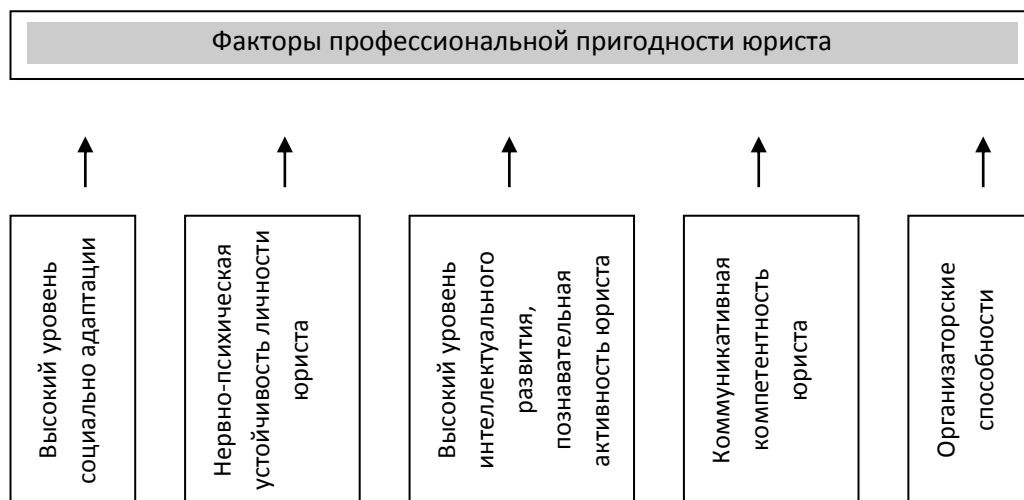 Факторы профессиональной пригодности юриста
Высокий уровень
социально адаптации
Нервно-психическая
устойчивость личности
юриста
Высокий уровень
интеллектуального
развития,
познавательная
активность юриста
Коммуникативная
компетентность
юриста
Организаторские
способности